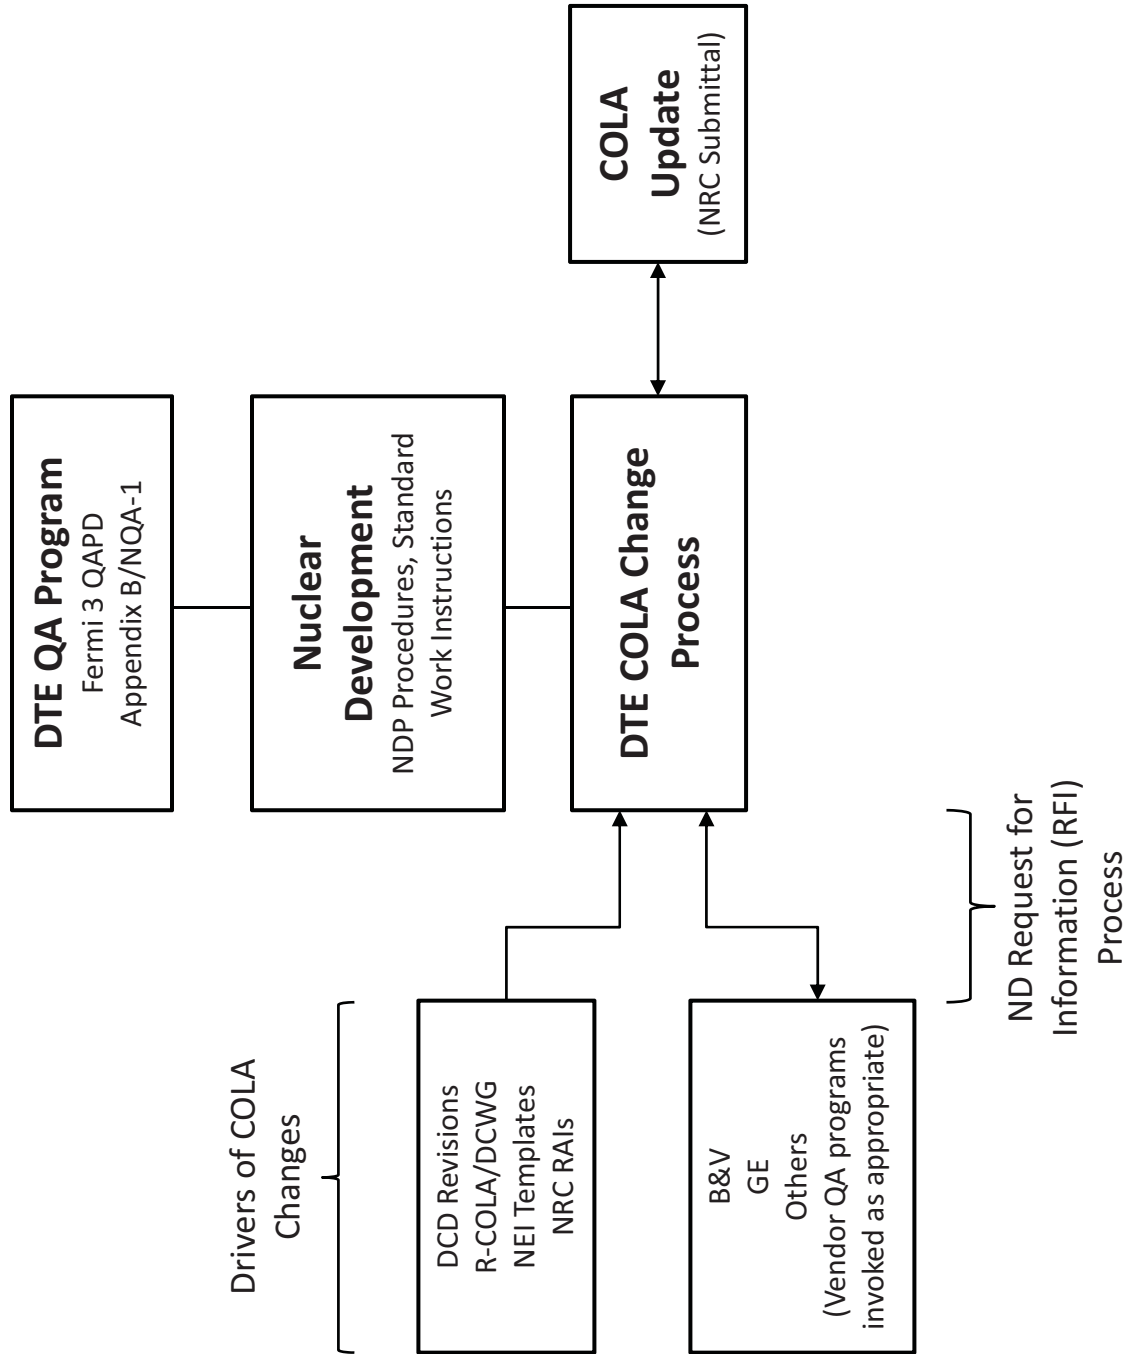 DTE QA Program
Fermi 3 QAPD
Appendix B/NQA-1
Nuclear
Development
NDP Procedures, Standard
Work Instructions
Drivers of COLA
Changes
DCD Revisions
R-COLA/DCWG
NEI Templates
NRC RAIs
DTE COLA Change
Process
COLA
Update
(NRC Submittal)
B&V
GE
Others
(Vendor QA programs
invoked as appropriate)
ND Request for
Information (RFI)
Process